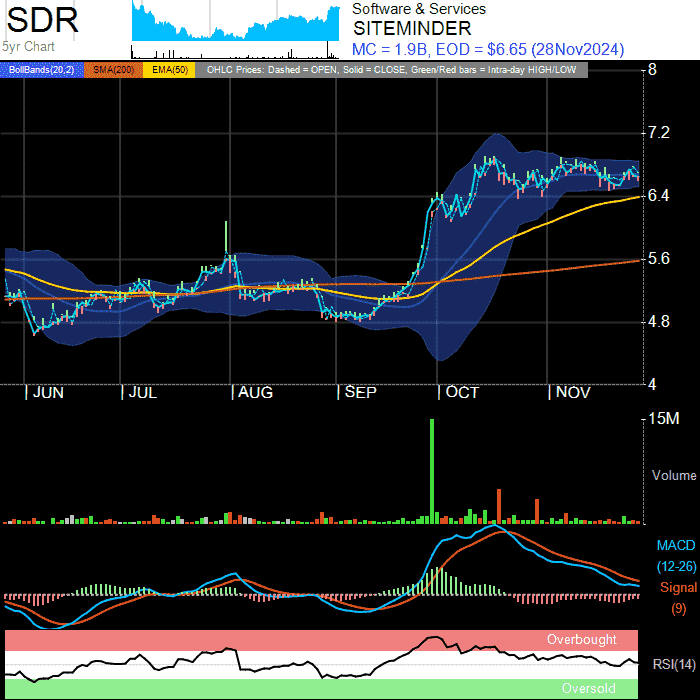 SDR
5yr Chart
Software & Services
SITEMINDER
MC = 1.9B, EOD = $6.65 (28Nov2024)
BollBands(20,2) SMA(200) EMA(50) OHLC Prices: Dashed = OPEN, Solid = CLOSE, Green/Red bars = Intra-day HIGH/LOW
8
7.2
6.4
5.6
4.8
4
JUN JUL AUG SEP OCT NOV
15M
Volume
MACD
(12-26)
Signal
(9)
Overbought
RSI(14)
Oversold